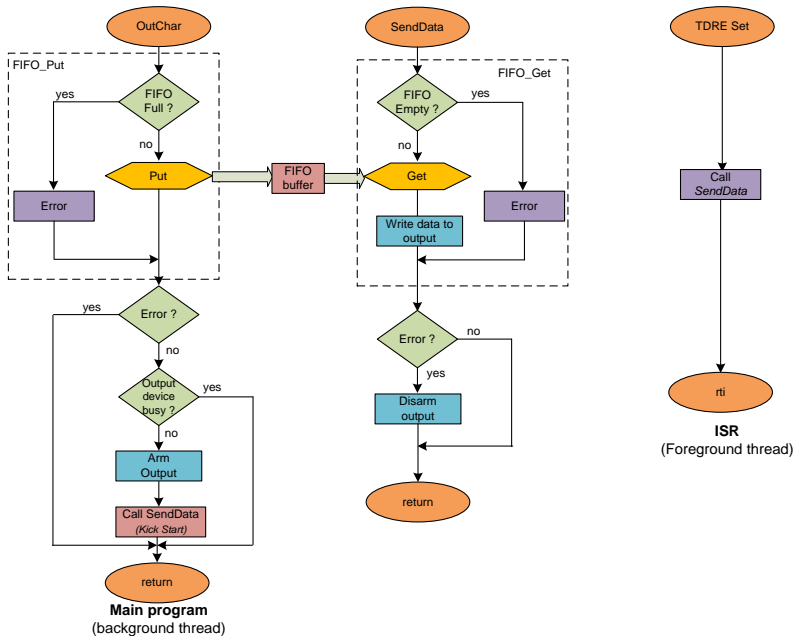 OutChar
FIFO_Put
FIFO
Full ?
yes
no
Put
Error
Error ?
yes
no
Output
device
busy ?
yes
no
Arm
Output
Call SendData
(Kick Start)
return
Main program
(background thread)
FIFO
buffer
SendData
FIFO_Get
FIFO
Empty ?
yes
no
Get
Write data to
output
Error
Error ?
no
yes
Disarm
output
return
TDRE Set
Call
SendData
rti
ISR
(Foreground thread)